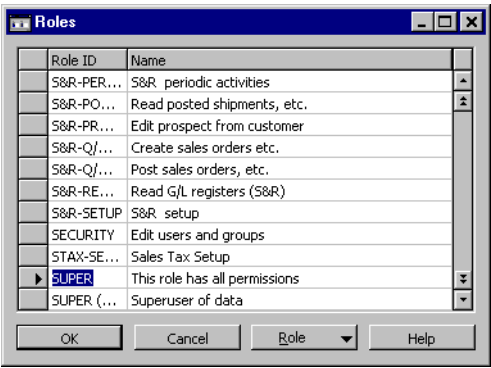 Roles
Role ID Name
S&R-PER... S&R periodic activities
S&R-PO... Read posted shipments, etc.
S&R-PR... Edit prospect from customer
S&R-Q/... Create sales orders etc.
S&R-Q/... Post sales orders, etc.
S&R-RE... Read G/L registers (S&R)
S&R-SETUP S&R setup
SECURITY Edit users and groups
STAX-SE... Sales Tax Setup
SUPER This role has all permissions
SUPER (... Superuser of data
OK Cancel Role Help